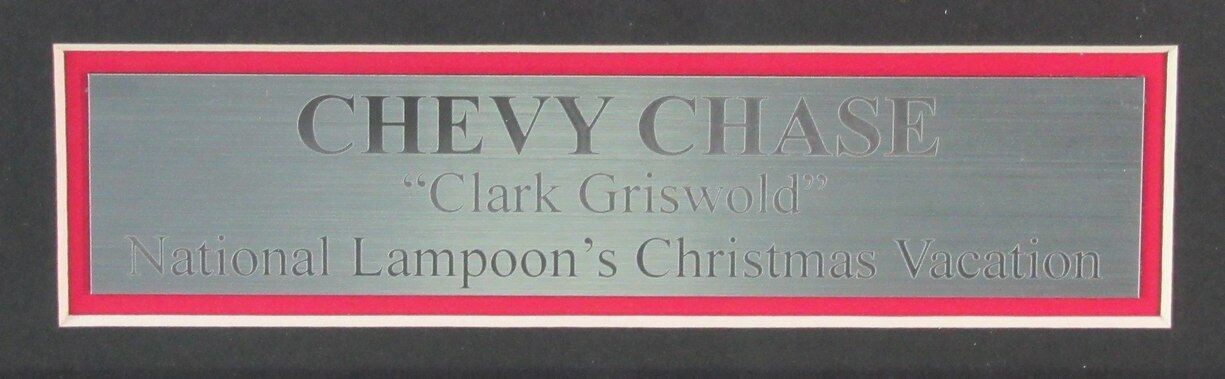 CHEVY CHASE
“Clark Griswold”
National Lampoon’s Christmas Vacation